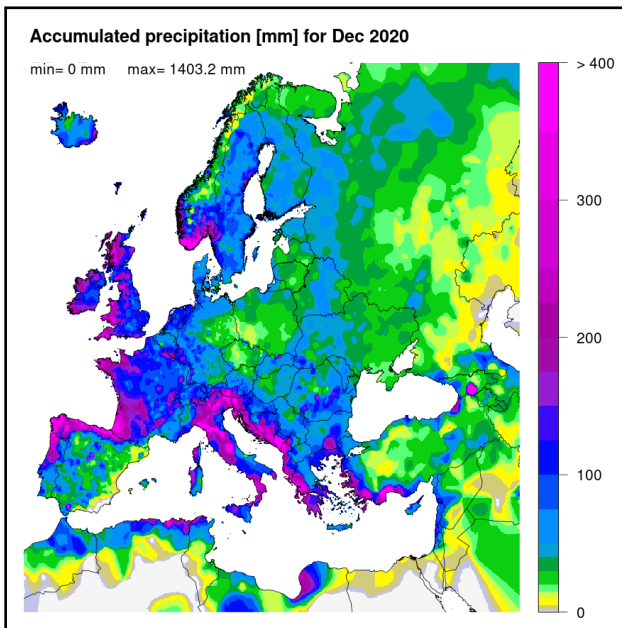 Accumulated precipitation [mm] for Dec 2020
min= 0 mm max= 1403.2 mm
> 400
300
200
100
0